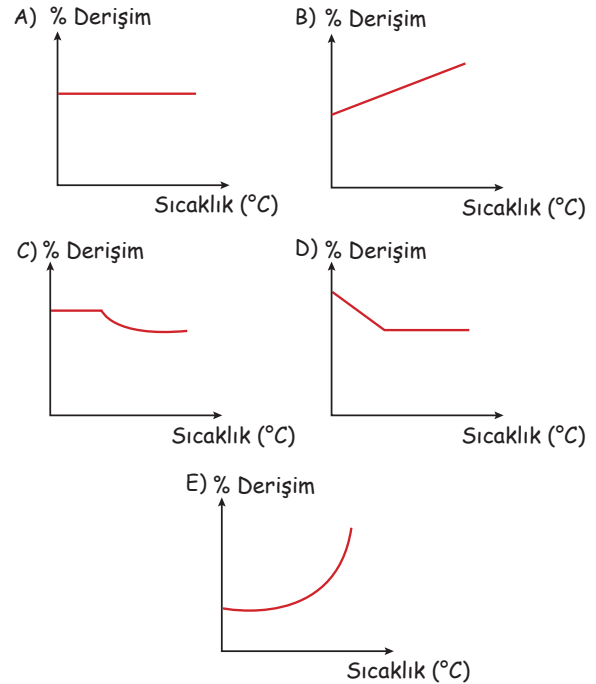 A) % Derişim
Sıcaklık (°C)
B) % Derişim
Sıcaklık (°C)
C) % Derişim
Sıcaklık (°C)
D) % Derişim
Sıcaklık (°C)
E) % Derişim
Sıcaklık (°C)